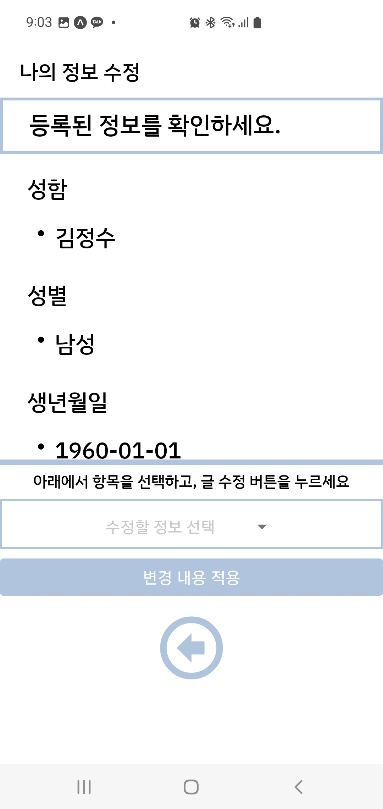 9:03
나의 정보 수정
등록된 정보를 확인하세요.
성함
• 김정수
성별
• 남성
생년월일
• 1960-01-01
아래에서 항목을 선택하고, 글 수정 버튼을 누르세요
수정할 정보 선택
변경 내용 적용